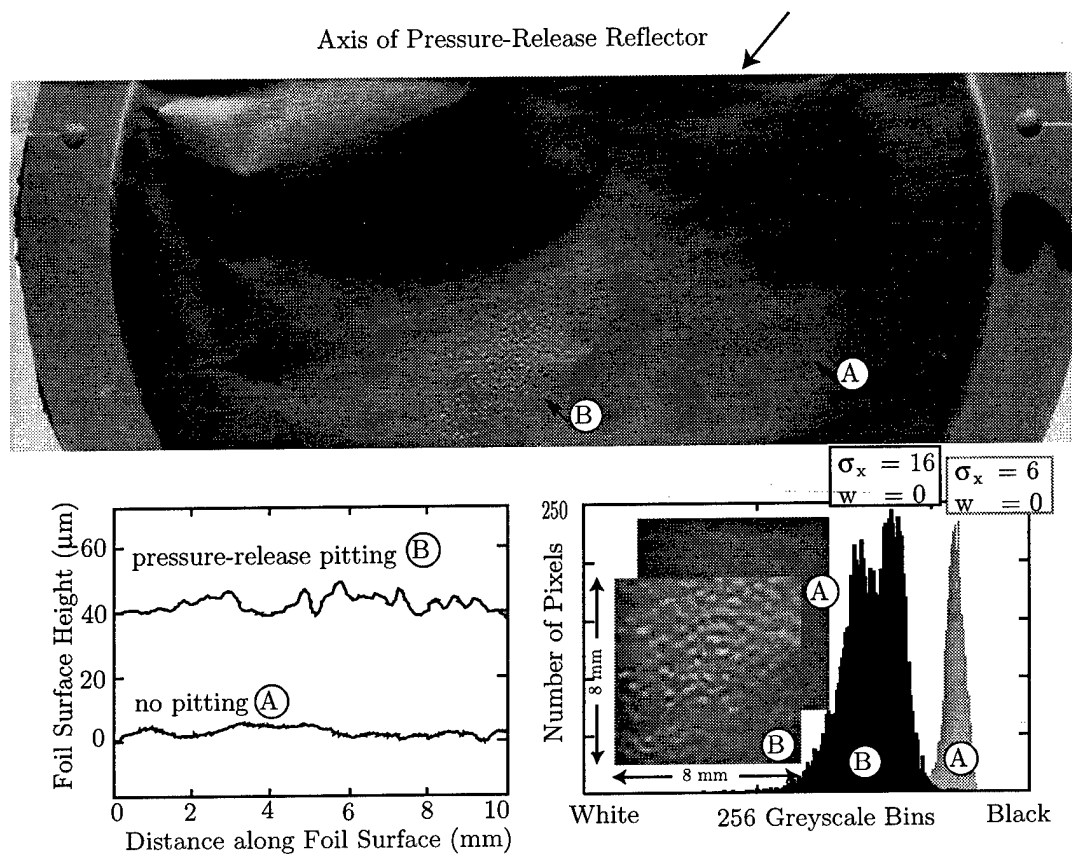 Axis of Pressure-Release Reflector
A
B
σx = 16
w = 0
σx = 6
w = 0
Foil Surface Height (μm)
60
40
20
0
pressure-release pitting B
no pitting A
0 2 4 6 8 10
Distance along Foil Surface (mm)
Number of Pixels
250
0
8 mm
8 mm
A
B
B
A
White 256 Greyscale Bins Black